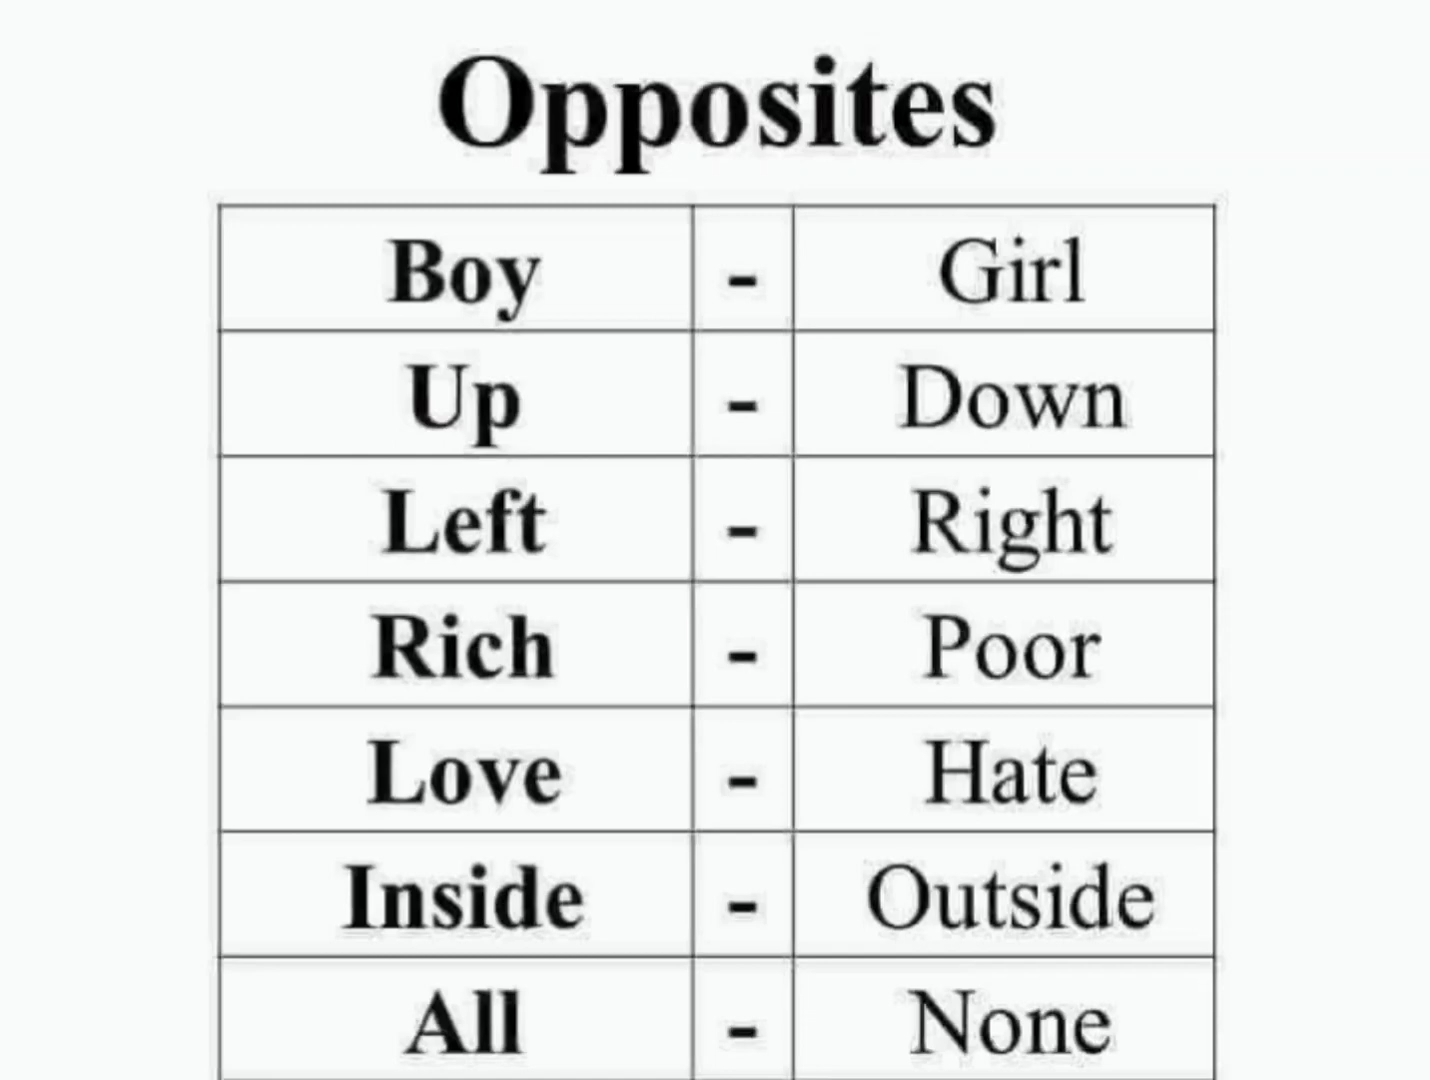 Opposites
Boy - Girl
Up - Down
Left - Right
Rich - Poor
Love - Hate
Inside - Outside
All - None